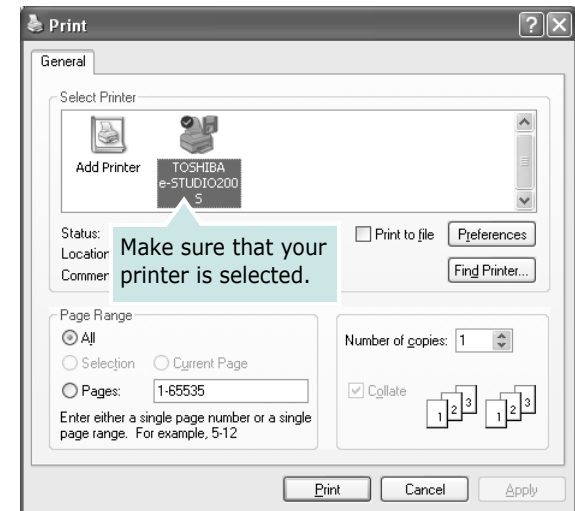 Print
General
Select Printer
Add Printer
TOSHIBA
e-STUDIO200
S
Status:
Location
Commen
Make sure that your
printer is selected.
Print to file
Preferences
Find Printer...
Page Range
All
Selection
Current Page
Pages:
1-65535
Enter either a single page number or a single
page range. For example, 5-12
Number of copies:
1
Collate
1 2 3
1 2 3
Print
Cancel
Apply